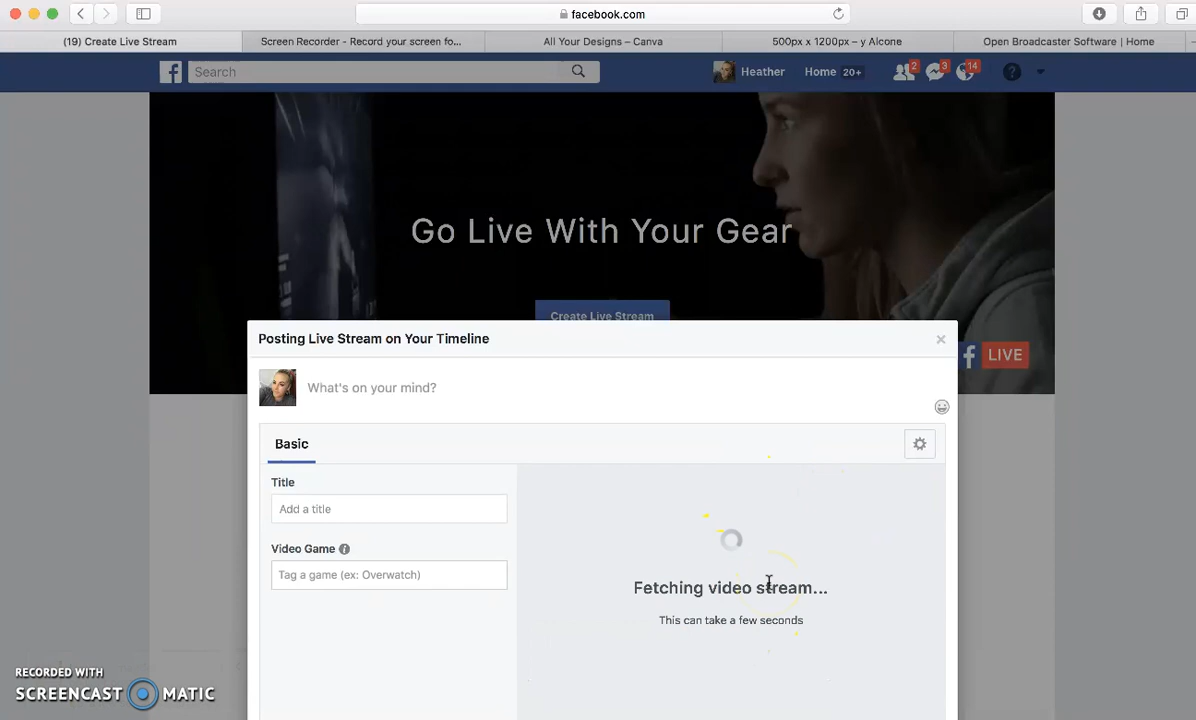 facebook.com
(19) Create Live Stream
Screen Recorder - Record your screen fo...
All Your Designs – Canva
500px x 1200px – y Alcone
Open Broadcaster Software | Home
Search
Heather
Home 20+
2
3
14
?
Go Live With Your Gear
Create Live Stream
f LIVE
Posting Live Stream on Your Timeline
What's on your mind?
Basic
Title
Add a title
Video Game i
Tag a game (ex: Overwatch)
Fetching video stream...
This can take a few seconds
RECORDED WITH
SCREENCAST MATIC